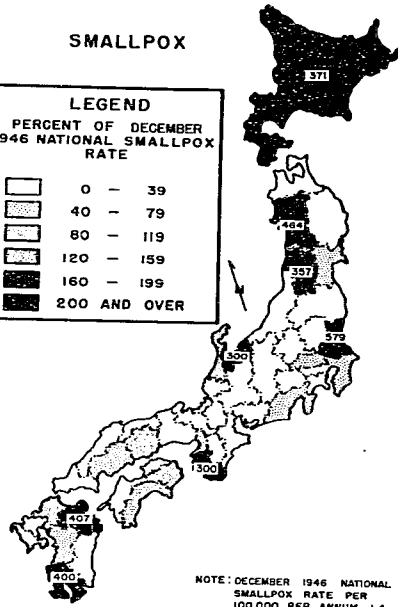 SMALLPOX
LEGEND
PERCENT OF DECEMBER
946 NATIONAL SMALLPOX
RATE
0 - 39
40 - 79
80 - 119
120 - 159
160 - 199
200 AND OVER
371
464
357
579
300
1300
407
400
NOTE: DECEMBER 1946 NATIONAL
SMALLPOX RATE PER
100,000 PER ANNUM